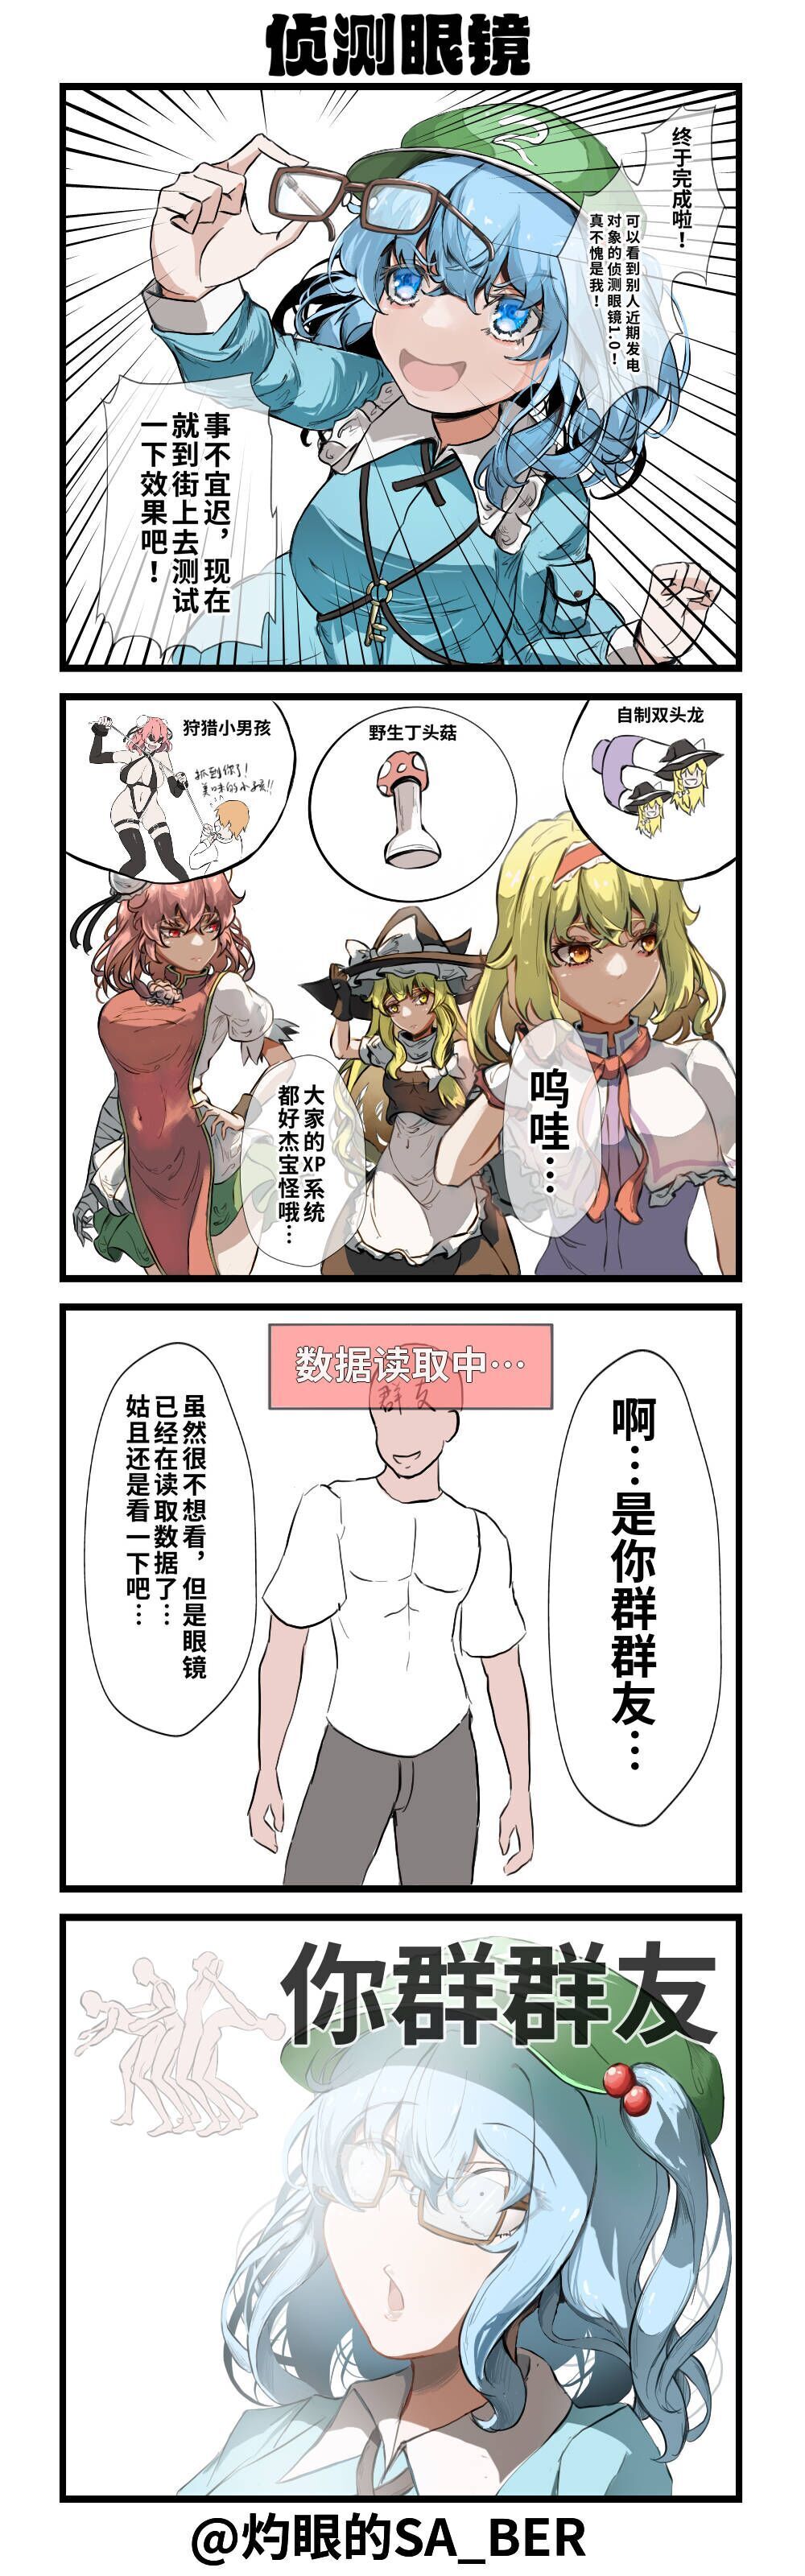 侦测眼镜
终于完成啦！
可以看到别人近期发电
对象的侦测眼镜1.0！
真不愧是我！
事不宜迟，现在
就到街上去测试
一下效果吧！
狩猎小男孩
抓到你了！
美味的小孩！！
野生丁头菇
自制双头龙
呜哇…
大家的XP系统
都好杰宝怪哦…
数据读取中…
群友
啊…是你群群友…
虽然很不想看，但是眼镜
已经在读取数据了…
姑且还是看一下吧…
你群群友
@灼眼的SA_BER